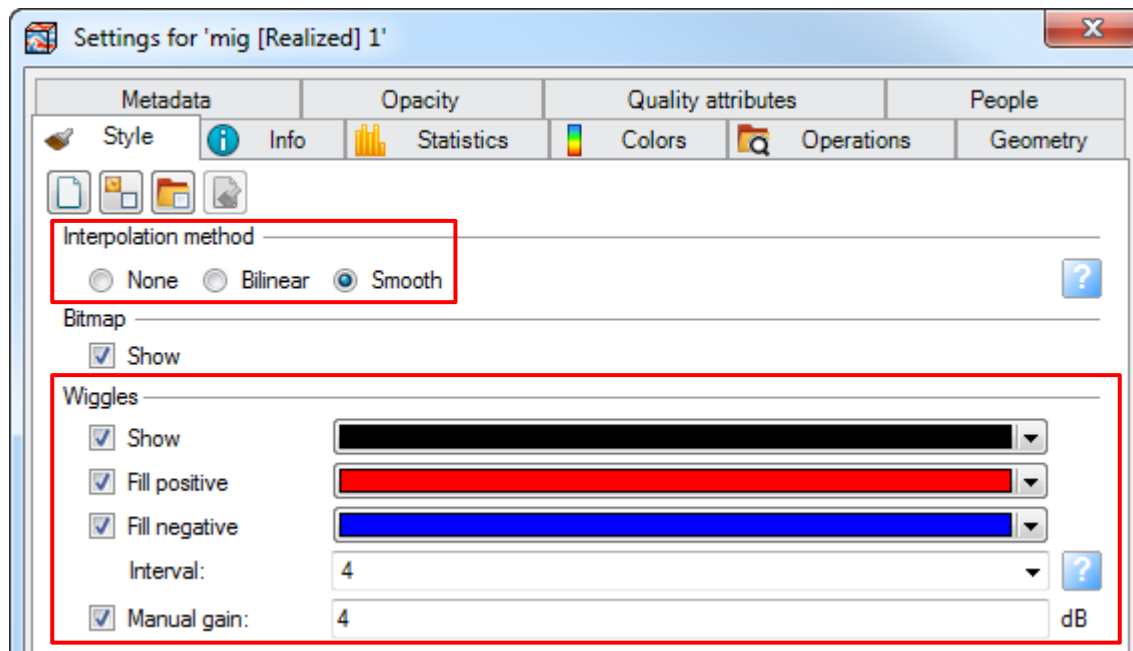 Settings for 'mig [Realized] 1'
x
Metadata Opacity Quality attributes People
Style i Info Statistics Colors Operations Geometry
Interpolation method
None Bilinear Smooth ?
Bitmap
Show
Wiggles
Show
Fill positive
Fill negative
Interval: 4 ?
Manual gain: 4 dB